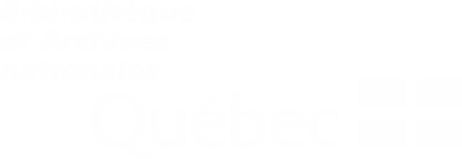 Bibliothèque
et Archives
nationales
Québec